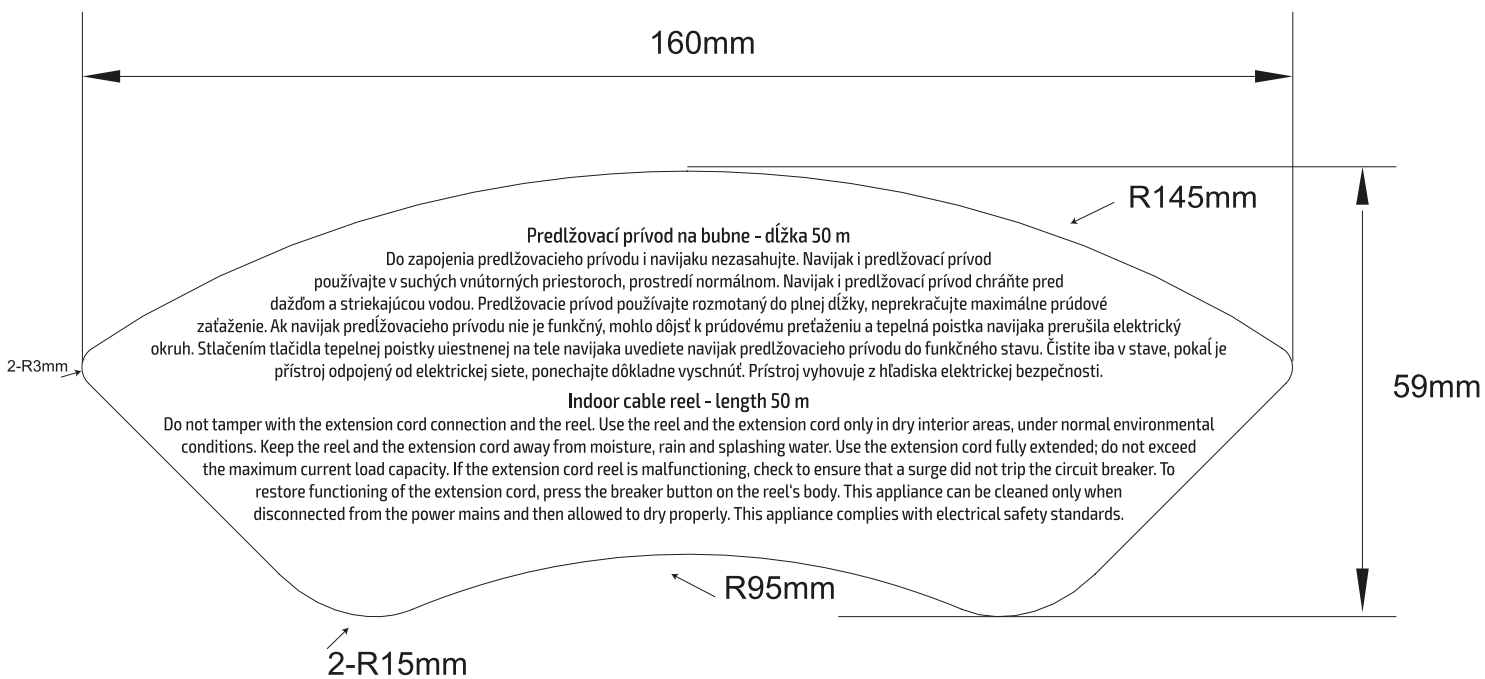 160mm
R145mm
Predlžovací prívod na bubne - dĺžka 50 m
Do zapojenia predlžovacieho prívodu i navijaku nezasahujte. Navijak i predlžovací prívod
používajte v suchých vnútorných priestoroch, prostredí normálnom. Navijak i predlžovací prívod chráňte pred
dažďom a striekajúcou vodou. Predlžovacie prívod používajte rozmotaný do plnej dĺžky, neprekračujte maximálne prúdové
zaťaženie. Ak navijak predĺžovacieho prívodu nie je funkčný, mohlo dôjsť k prúdovému preťaženiu a tepelná poistka navijaka prerušila elektrický
okruh. Stlačením tlačidla tepelnej poistky uiestnenej na tele navijaka uvediete navijak predlžovacieho prívodu do funkčného stavu. Čistite iba v stave, pokaĺ je
přístroj odpojený od elektrickej siete, ponechajte dôkladne vyschnúť. Prístroj vyhovuje z hľadiska elektrickej bezpečnosti.
2-R3mm
59mm
Indoor cable reel - length 50 m
Do not tamper with the extension cord connection and the reel. Use the reel and the extension cord only in dry interior areas, under normal environmental
conditions. Keep the reel and the extension cord away from moisture, rain and splashing water. Use the extension cord fully extended; do not exceed
the maximum current load capacity. If the extension cord reel is malfunctioning, check to ensure that a surge did not trip the circuit breaker. To
restore functioning of the extension cord, press the breaker button on the reel's body. This appliance can be cleaned only when
disconnected from the power mains and then allowed to dry properly. This appliance complies with electrical safety standards.
R95mm
2-R15mm